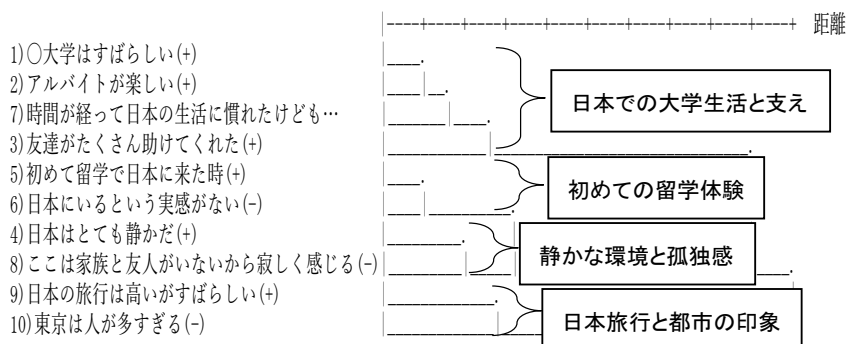 距離
1)○大学はすばらしい(+)
2)アルバイトが楽しい(+)
7)時間が経って日本の生活に慣れたけども…
3)友達がたくさん助けてくれた(+)
5)初めて留学で日本に来た時(+)
6)日本にいるという実感がない(-)
4)日本はとても静かだ(+)
8)ここは家族と友人がいないから寂しく感じる(-)
9)日本の旅行は高いがすばらしい(+)
10)東京は人が多すぎる(-)
日本での大学生活と支え
初めての留学体験
静かな環境と孤独感
日本旅行と都市の印象